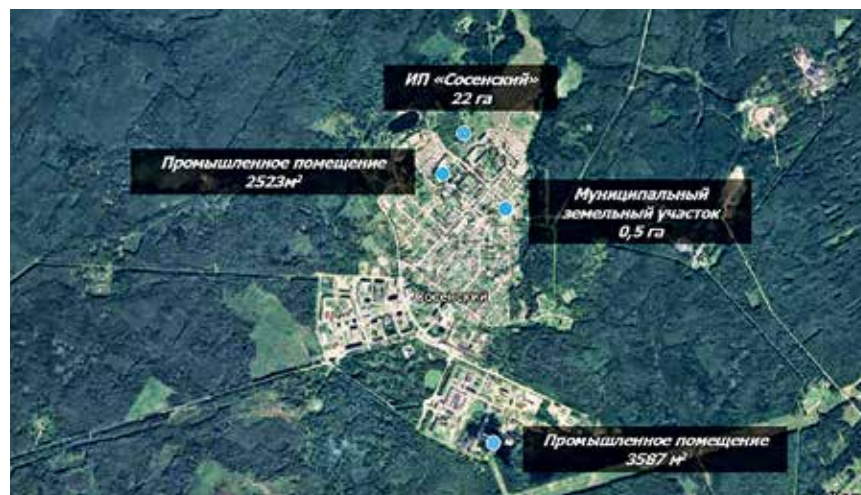 ИП «Сосенский»
22 га
Промышленное помещение
2523м²
Муниципальный
земельный участок
0,5 га
Сосенский
Промышленное помещение
3587 м²